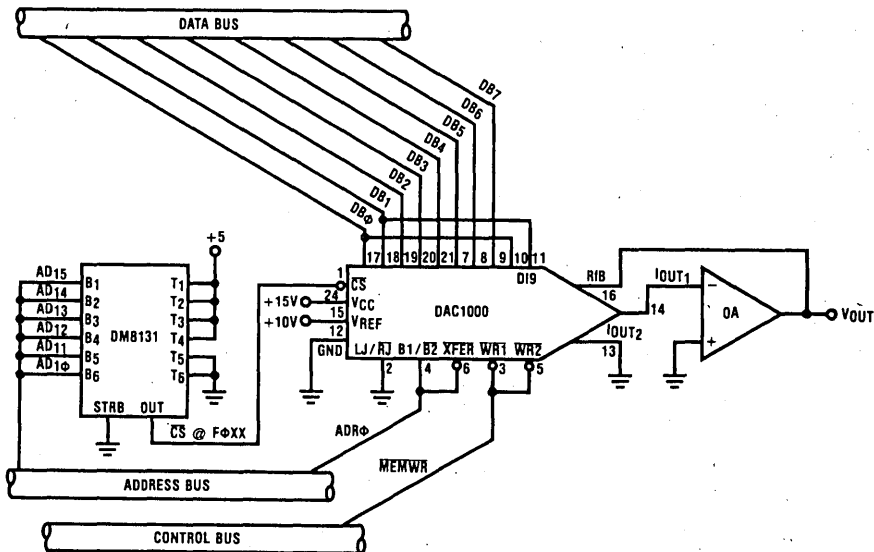 DATA BUS
DB7
DB6
DB5
DB4
DB3
DB2
DB1
DBΦ
+5
AD15
AD14
AD13
AD12
AD11
AD1Φ
B1
B2
B3
B4
B5
B6
DM8131
T1
T2
T3
T4
T5
T6
STRB OUT
CS @ FΦXX
17 18 19 20 21 7 8 9 10 11
DI9
1
CS
+15V
24
VCC
+10V
15
VREF
12
GND
DAC1000
LJ/RJ B1/B2 XFER WR1 WR2
2 4 6 3 5
RfB
16
IOUT1
14
IOUT2
13
−
OA
+
VOUT
ADRΦ
MEMWR
ADDRESS BUS
CONTROL BUS